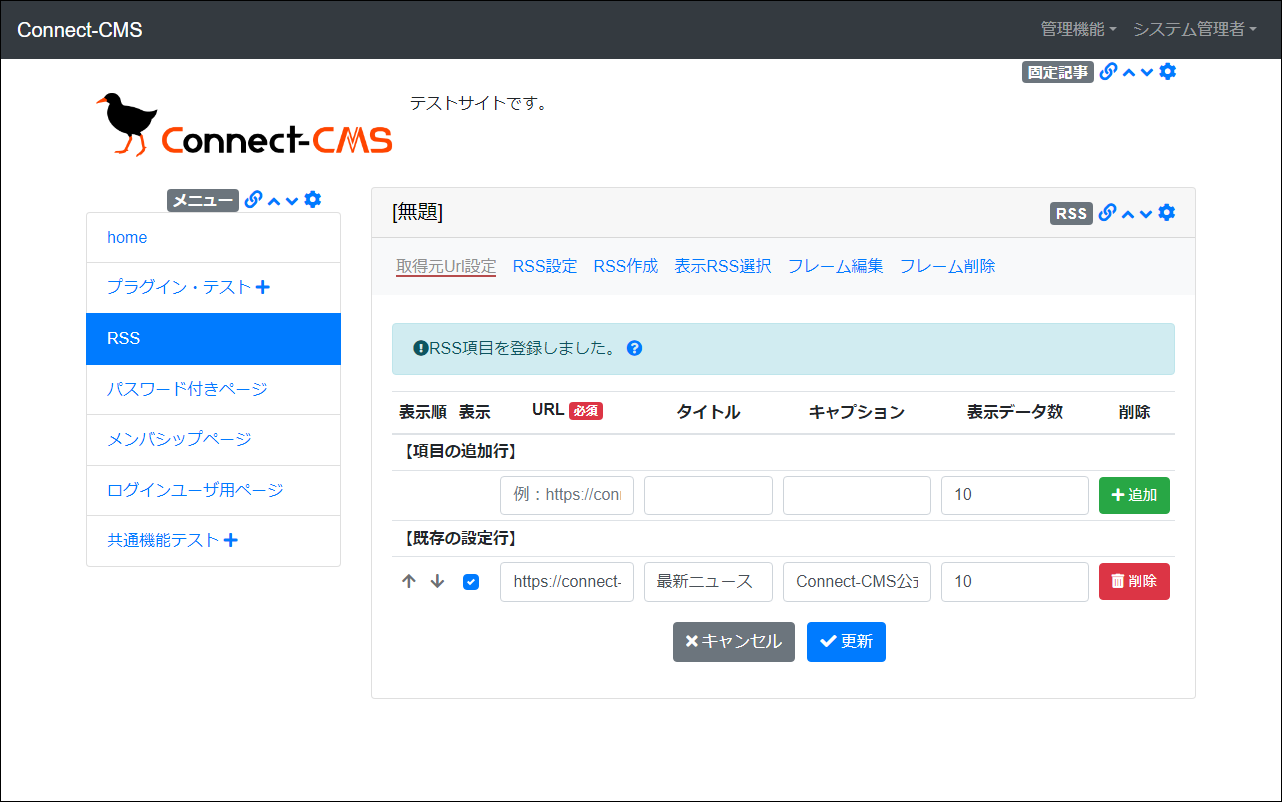 Connect-CMS 管理機能 システム管理者
固定記事
テストサイトです。
Connect-CMS
メニュー
home
プラグイン・テスト
RSS
パスワード付きページ
メンバシップページ
ログインユーザ用ページ
共通機能テスト
[無題] RSS
取得元Url設定 RSS設定 RSS作成 表示RSS選択 フレーム編集 フレーム削除
RSS項目を登録しました。
表示順 表示 URL 必須 タイトル キャプション 表示データ数 削除
【項目の追加行】
例：https://con 10 追加
【既存の設定行】
https://connect- 最新ニュース Connect-CMS公式 10 削除
キャンセル 更新